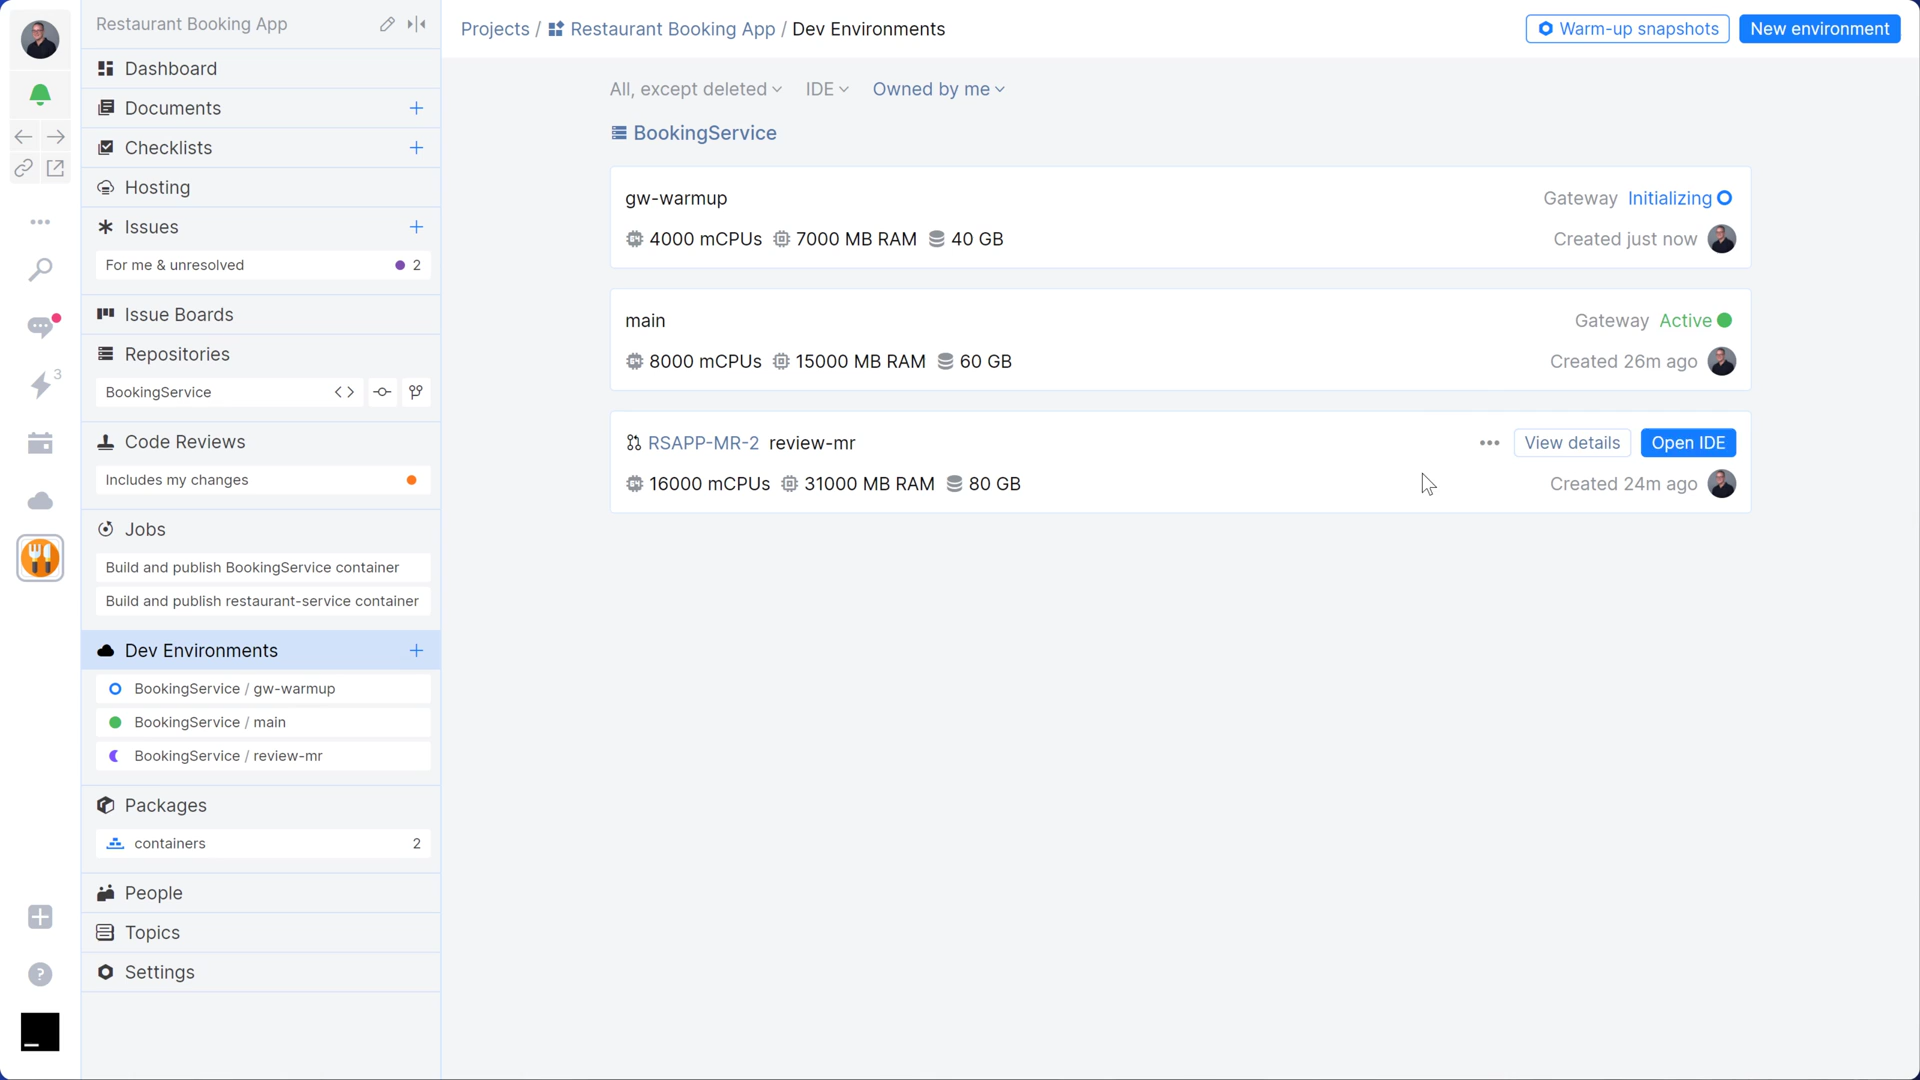 Restaurant Booking App
Dashboard
Documents
Checklists
Hosting
Issues
For me & unresolved 2
Issue Boards
Repositories
BookingService
Code Reviews
Includes my changes
Jobs
Build and publish BookingService container
Build and publish restaurant-service container
Dev Environments
BookingService / gw-warmup
BookingService / main
BookingService / review-mr
Packages
containers 2
People
Topics
Settings
3
?
Projects / Restaurant Booking App / Dev Environments
Warm-up snapshots
New environment
All, except deleted IDE Owned by me
BookingService
gw-warmup Gateway Initializing
4000 mCPUs 7000 MB RAM 40 GB Created just now
main Gateway Active
8000 mCPUs 15000 MB RAM 60 GB Created 26m ago
RSAPP-MR-2 review-mr ••• View details Open IDE
16000 mCPUs 31000 MB RAM 80 GB Created 24m ago